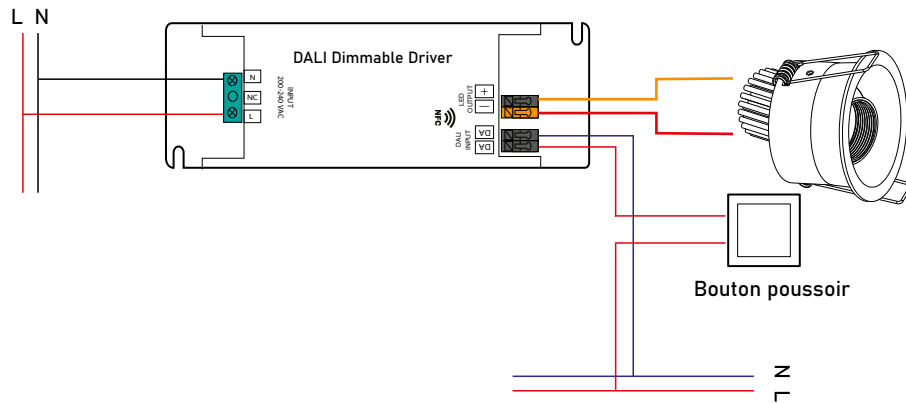 L N
DALI Dimmable Driver
N
NC
L
INPUT
200-240 VAC
NFC
LED
OUTPUT
+
—
DALI
INPUT
DA
DA
Bouton poussoir
N
L